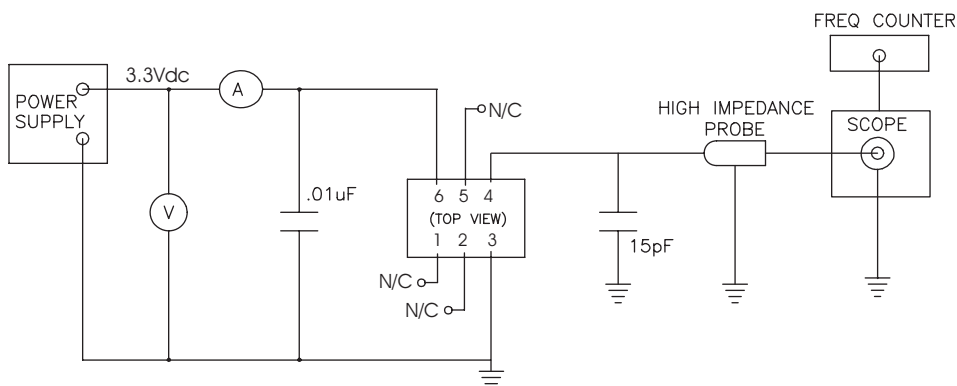 FREQ COUNTER
3.3Vdc
A
POWER
SUPPLY
N/C
HIGH IMPEDANCE
PROBE
SCOPE
.01uF
6 5 4
(TOP VIEW)
1 2 3
V
15pF
N/C
N/C